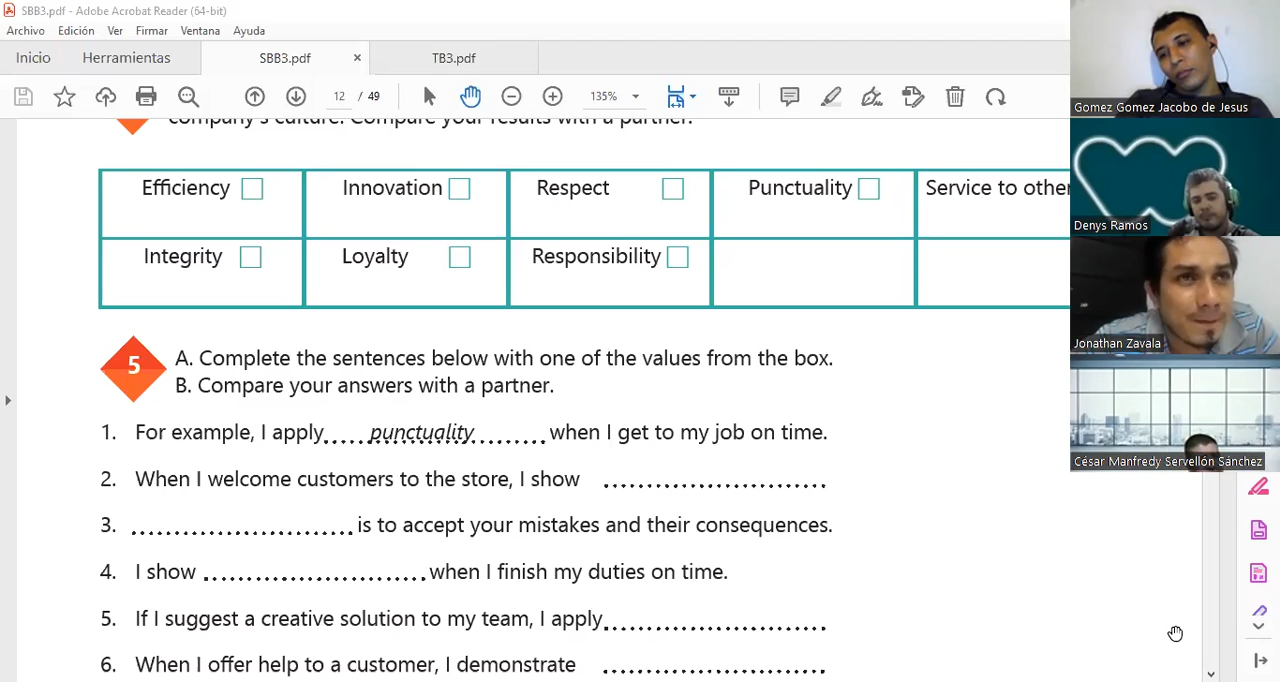 SBB3.pdf - Adobe Acrobat Reader (64-bit)
Archivo Edición Ver Firmar Ventana Ayuda
Inicio Herramientas SBB3.pdf × TB3.pdf
12 / 49 135%
company's culture. Compare your results with a partner.
Efficiency Innovation Respect Punctuality Service to other
Integrity Loyalty Responsibility
5
A. Complete the sentences below with one of the values from the box.
B. Compare your answers with a partner.
1. For example, I apply punctuality when I get to my job on time.
2. When I welcome customers to the store, I show ........................
3. ........................ is to accept your mistakes and their consequences.
4. I show ........................ when I finish my duties on time.
5. If I suggest a creative solution to my team, I apply ........................
6. When I offer help to a customer, I demonstrate ........................
Gomez Gomez Jacobo de Jesus
Denys Ramos
Jonathan Zavala
César Manfredy Servellón Sánchez